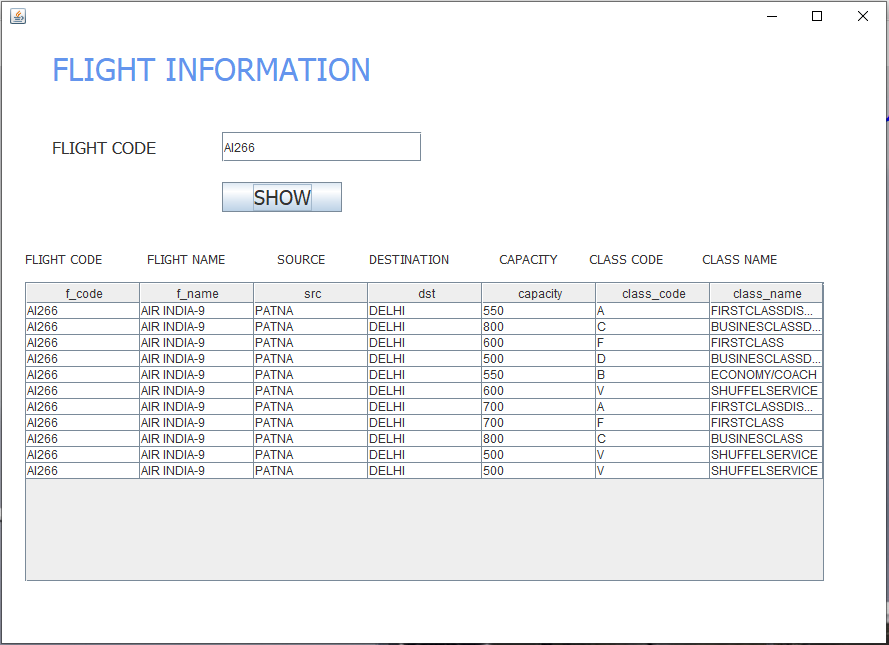 FLIGHT INFORMATION
FLIGHT CODE AI266
SHOW
FLIGHT CODE FLIGHT NAME SOURCE DESTINATION CAPACITY CLASS CODE CLASS NAME
f_code f_name src dst capacity class_code class_name
AI266 AIR INDIA-9 PATNA DELHI 550 A FIRSTCLASSDIS...
AI266 AIR INDIA-9 PATNA DELHI 800 C BUSINESCLASSD...
AI266 AIR INDIA-9 PATNA DELHI 600 F FIRSTCLASS
AI266 AIR INDIA-9 PATNA DELHI 500 D BUSINESCLASSD...
AI266 AIR INDIA-9 PATNA DELHI 550 B ECONOMY/COACH
AI266 AIR INDIA-9 PATNA DELHI 600 V SHUFFELSERVICE
AI266 AIR INDIA-9 PATNA DELHI 700 A FIRSTCLASSDIS...
AI266 AIR INDIA-9 PATNA DELHI 700 F FIRSTCLASS
AI266 AIR INDIA-9 PATNA DELHI 800 C BUSINESCLASS
AI266 AIR INDIA-9 PATNA DELHI 500 V SHUFFELSERVICE
AI266 AIR INDIA-9 PATNA DELHI 500 V SHUFFELSERVICE